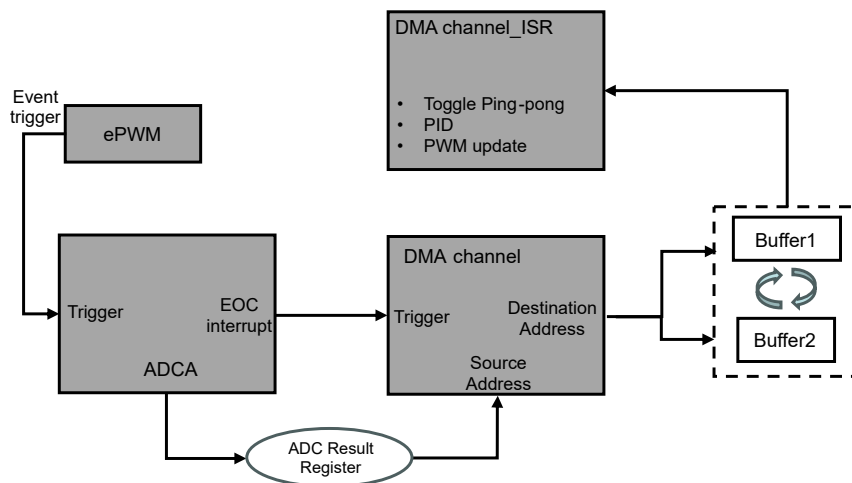 DMA channel_ISR
• Toggle Ping-pong
• PID
• PWM update
Event
trigger
ePWM
Buffer1
Buffer2
DMA channel
Trigger
Destination
Address
Source
Address
Trigger
EOC
interrupt
ADCA
ADC Result
Register